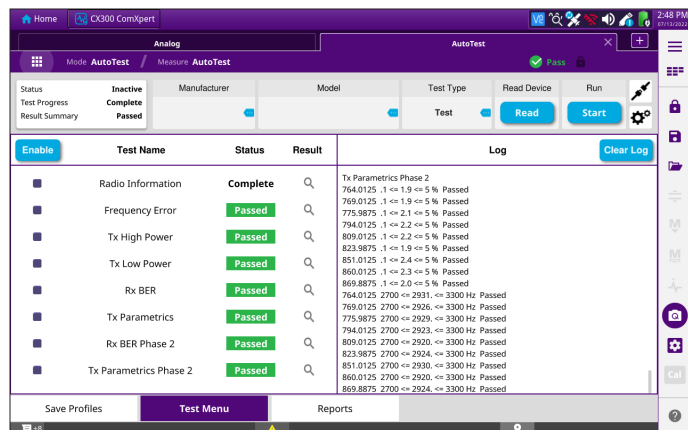 Home
CX300 ComXpert
2:48 PM
07/13/2022
Analog
AutoTest
Mode AutoTest / Measure AutoTest
Pass
Status Inactive
Test Progress Complete
Result Summary Passed
Manufacturer
Model
Test Type
Test
Read Device
Read
Run
Start
Enable
Test Name Status Result
Log
Clear Log
Radio Information Complete
Frequency Error Passed
Tx High Power Passed
Tx Low Power Passed
Rx BER Passed
Tx Parametrics Passed
Rx BER Phase 2 Passed
Tx Parametrics Phase 2 Passed
Tx Parametrics Phase 2
764.0125 .1 <= 1.9 <= 5 % Passed
769.0125 .1 <= 1.9 <= 5 % Passed
775.9875 .1 <= 2.1 <= 5 % Passed
794.0125 .1 <= 2.2 <= 5 % Passed
809.0125 .1 <= 2.2 <= 5 % Passed
823.9875 .1 <= 1.9 <= 5 % Passed
851.0125 .1 <= 2.4 <= 5 % Passed
860.0125 .1 <= 2.3 <= 5 % Passed
869.8875 .1 <= 2.0 <= 5 % Passed
764.0125 2700 <= 2931. <= 3300 Hz Passed
769.0125 2700 <= 2926. <= 3300 Hz Passed
775.9875 2700 <= 2929. <= 3300 Hz Passed
794.0125 2700 <= 2923. <= 3300 Hz Passed
809.0125 2700 <= 2920. <= 3300 Hz Passed
823.9875 2700 <= 2924. <= 3300 Hz Passed
851.0125 2700 <= 2930. <= 3300 Hz Passed
860.0125 2700 <= 2920. <= 3300 Hz Passed
869.8875 2700 <= 2924. <= 3300 Hz Passed
M
M
Cal
?
Save Profiles
Test Menu
Reports
+8